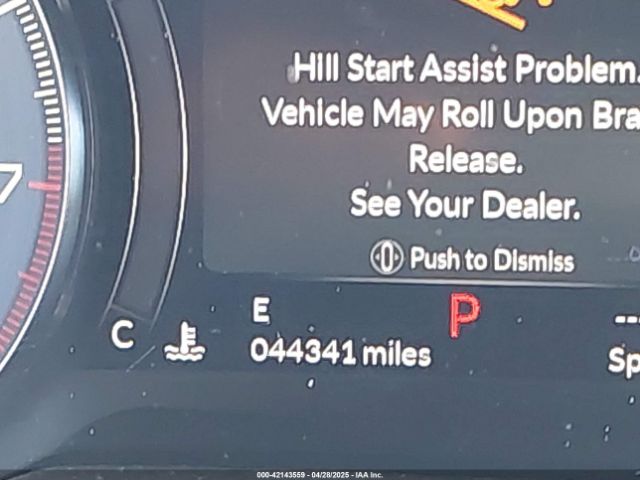 Hill Start Assist Problem.
Vehicle May Roll Upon Bra
Release.
See Your Dealer.
Push to Dismiss
7
E
P
--
C
044341 miles
Sp
000-42143559 - 04/28/2025 - IAA Inc.